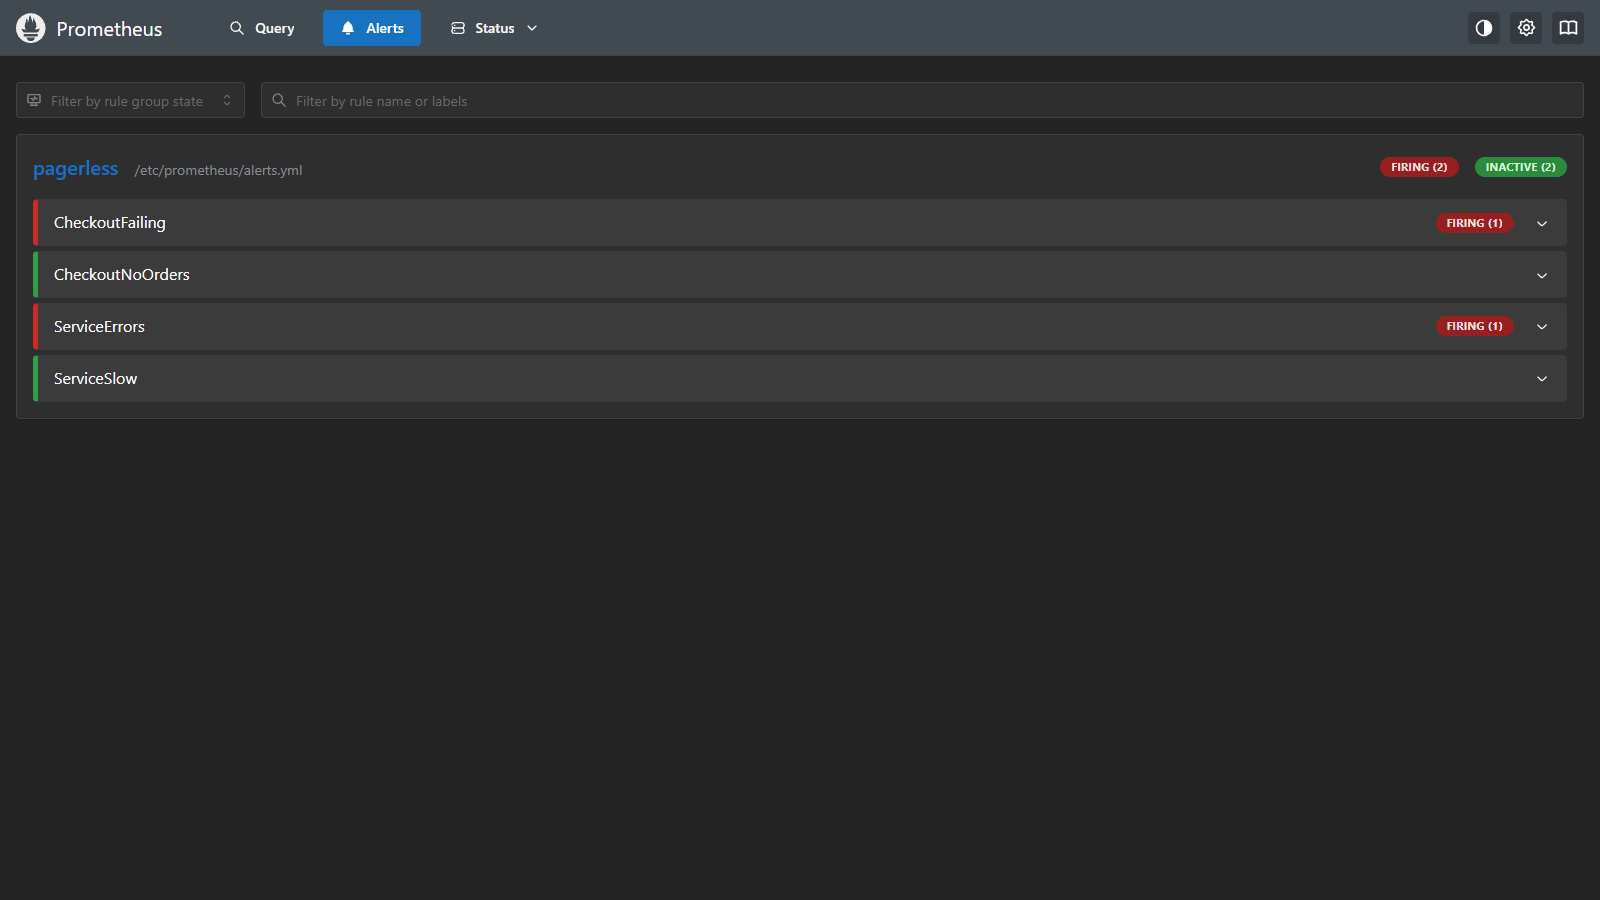 Prometheus Query Alerts Status
Filter by rule group state Filter by rule name or labels
pagerless /etc/prometheus/alerts.yml FIRING (2) INACTIVE (2)
CheckoutFailing FIRING (1)
CheckoutNoOrders
ServiceErrors FIRING (1)
ServiceSlow